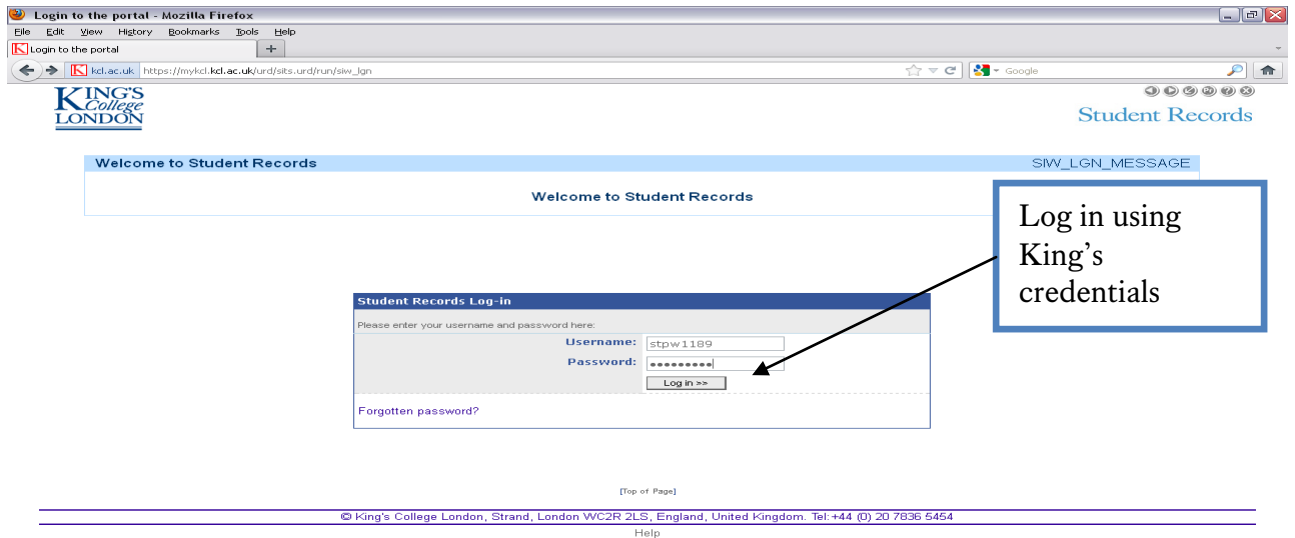 Login to the portal - Mozilla Firefox
File Edit View History Bookmarks Tools Help
Login to the portal
kcl.ac.uk https://mykcl.kcl.ac.uk/urd/sits.urd/run/siw_lgn
Google
KING'S
College
LONDON
Student Records
Welcome to Student Records SIW_LGN_MESSAGE
Welcome to Student Records
Log in using
King's
credentials
Student Records Log-in
Please enter your username and password here:
Username: stpw1189
Password: •••••••••
Log in >>
Forgotten password?
[Top of Page]
© King's College London, Strand, London WC2R 2LS, England, United Kingdom. Tel: +44 (0) 20 7836 5454
Help